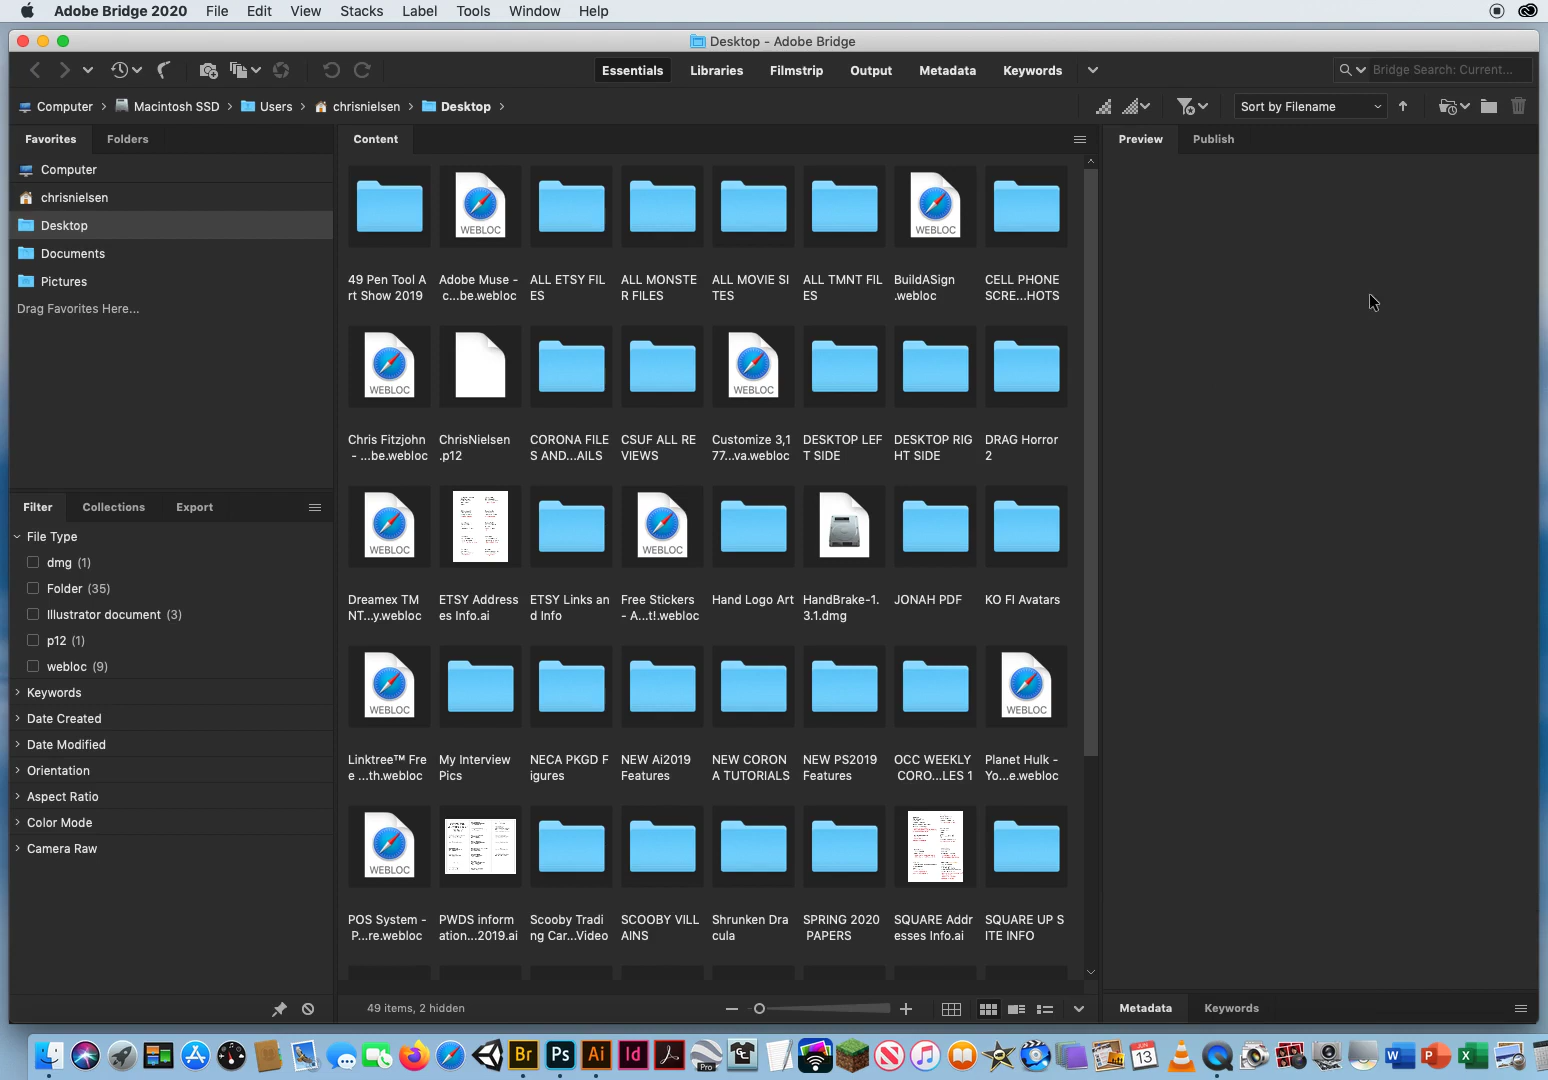 Adobe Bridge 2020 File Edit View Stacks Label Tools Window Help
Desktop - Adobe Bridge
Essentials Libraries Filmstrip Output Metadata Keywords
Bridge Search: Current...
Computer Macintosh SSD Users chrisnielsen Desktop
Sort by Filename
Favorites Folders
Computer
chrisnielsen
Desktop
Documents
Pictures
Drag Favorites Here...
Filter Collections Export
File Type
dmg (1)
Folder (35)
Illustrator document (3)
p12 (1)
webloc (9)
Keywords
Date Created
Date Modified
Orientation
Aspect Ratio
Color Mode
Camera Raw
Content
WEBLOC
WEBLOC
49 Pen Tool A
rt Show 2019
Adobe Muse -
c...be.webloc
ALL ETSY FIL
ES
ALL MONSTE
R FILES
ALL MOVIE SI
TES
ALL TMNT FIL
ES
BuildASign
.webloc
CELL PHONE
SCRE...HOTS
WEBLOC
WEBLOC
Chris Fitzjohn
- ...be.webloc
ChrisNielsen
.p12
CORONA FILE
S AND...AILS
CSUF ALL RE
VIEWS
Customize 3,1
77...va.webloc
DESKTOP LEF
T SIDE
DESKTOP RIG
HT SIDE
DRAG Horror
2
WEBLOC
WEBLOC
Dreamex TM
NT...y.webloc
ETSY Address
es Info.ai
ETSY Links an
d Info
Free Stickers
- A...t!.webloc
Hand Logo Art
HandBrake-1.
3.1.dmg
JONAH PDF
KO FI Avatars
WEBLOC
WEBLOC
Linktree™ Fre
e ...th.webloc
My Interview
Pics
NECA PKGD F
igures
NEW Ai2019
Features
NEW CORON
A TUTORIALS
NEW PS2019
Features
OCC WEEKLY
CORO...LES 1
Planet Hulk -
Yo...e.webloc
WEBLOC
POS System -
P...re.webloc
PWDS inform
ation...2019.ai
Scooby Tradi
ng Car...Video
SCOOBY VILL
AINS
Shrunken Dra
cula
SPRING 2020
PAPERS
SQUARE Addr
esses Info.ai
SQUARE UP S
ITE INFO
49 items, 2 hidden
Preview Publish
Metadata Keywords
Br Ps Ai Id
Pro
JUN
13
W P X